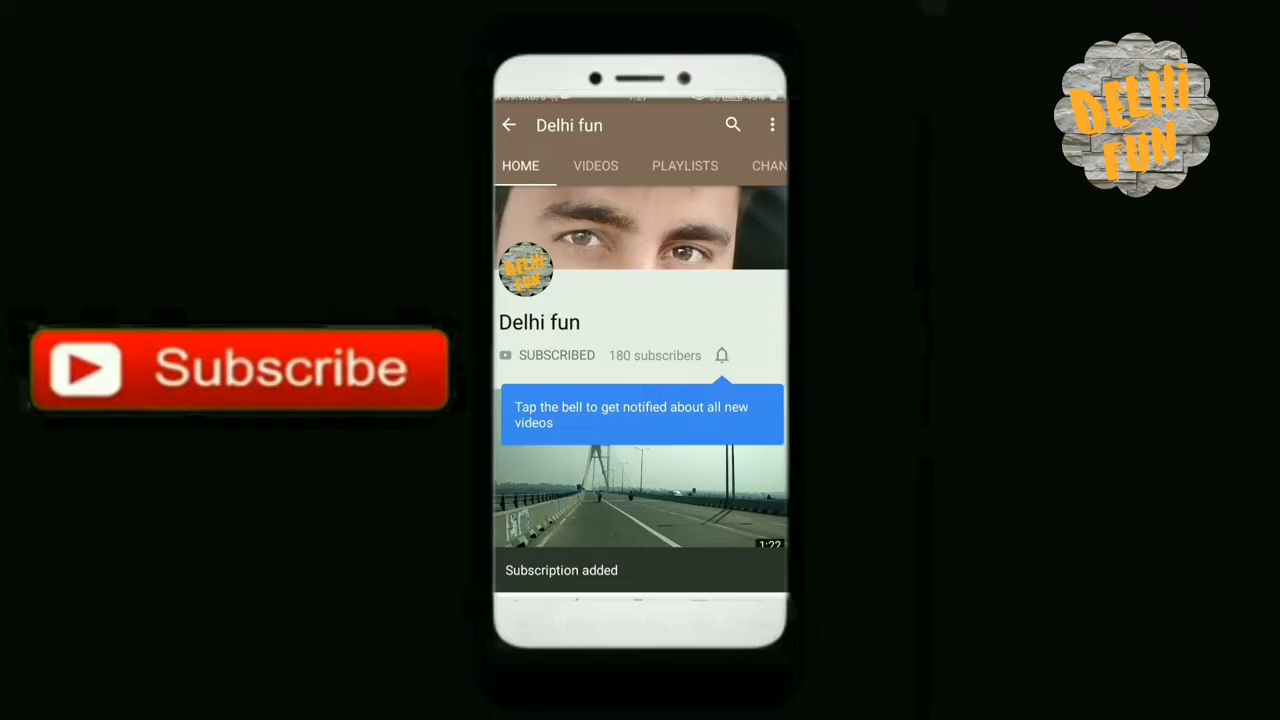 DELHi
FUN
Delhi fun
HOME VIDEOS PLAYLISTS CHAN
DELHI
FUN
Delhi fun
SUBSCRIBED 180 subscribers
Subscribe
Tap the bell to get notified about all new
videos
1:22
Subscription added